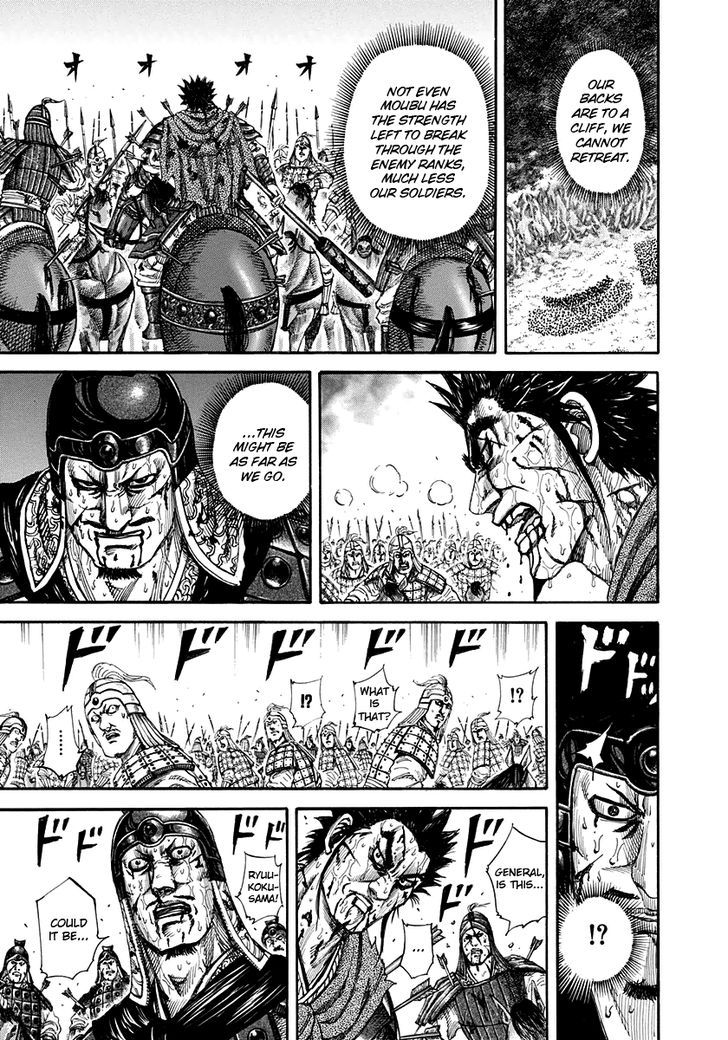 OUR
BACKS
ARE TO A
CLIFF, WE
CANNOT
RETREAT.
NOT EVEN
MOUBU HAS
THE STRENGTH
LEFT TO BREAK
THROUGH THE
ENEMY RANKS,
MUCH LESS
OUR SOLDIERS.
オ
オ
オ
...THIS
MIGHT BE
AS FAR AS
WE GO.
ドドド
!?
ド ド ド ド ド
!?
WHAT
IS
THAT?
!?
......
ドド
GENERAL,
IS THIS...
...
ドド
RYUU-
KOKU-
SAMA!
COULD
IT BE...